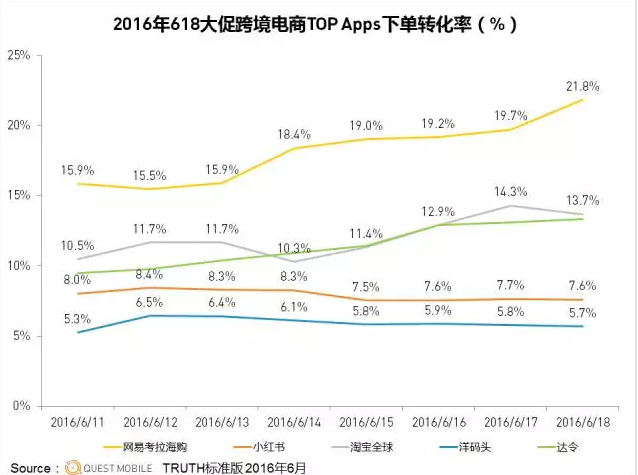 2016年618大促跨境电商TOP Apps下单转化率（%）
25%
21.8%
20%
19.0% 19.2% 19.7%
18.4%
15.9% 15.5% 15.9%
15%
14.3% 13.7%
12.9%
11.7% 11.7% 11.4%
10.5% 10.3%
10%
8.0% 8.4% 8.3% 8.3% 7.5% 7.6% 7.7% 7.6%
6.5% 6.4% 6.1% 5.8% 5.9% 5.8% 5.7%
5.3%
5%
0%
2016/6/11 2016/6/12 2016/6/13 2016/6/14 2016/6/15 2016/6/16 2016/6/17 2016/6/18
网易考拉海购 小红书 淘宝全球 洋码头 达令
Source： QUEST MOBILE TRUTH标准版 2016年6月